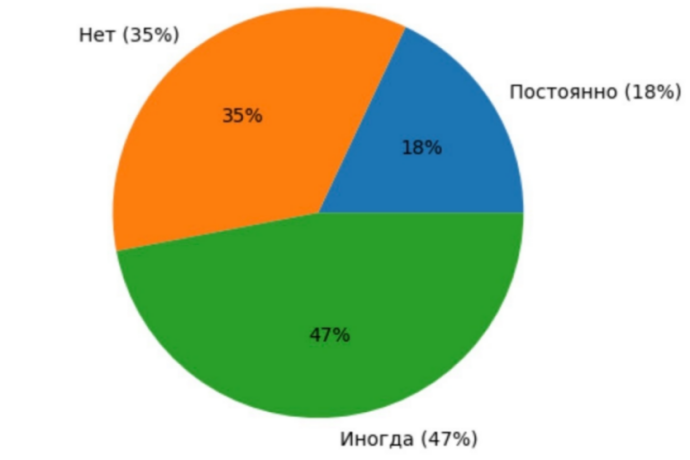 Нет (35%)
Постоянно (18%)
35%
18%
47%
Иногда (47%)